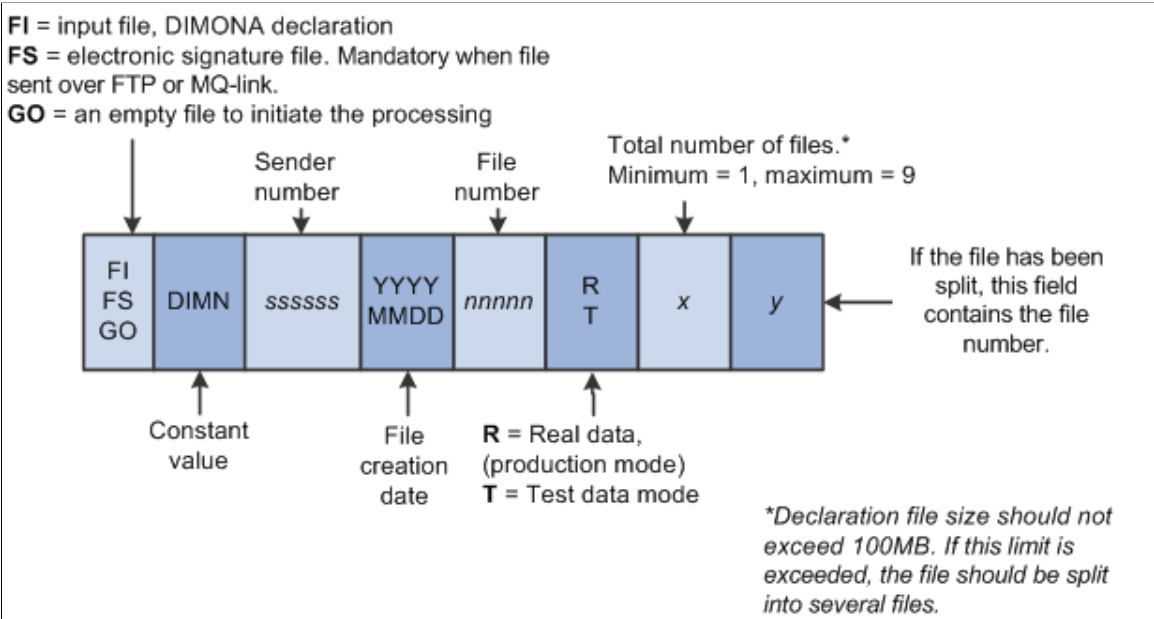 FI = input file, DIMONA declaration
FS = electronic signature file. Mandatory when file
sent over FTP or MQ-link.
GO = an empty file to initiate the processing
Sender
number
File
number
Total number of files.*
Minimum = 1, maximum = 9
FI
FS
GO
DIMN
ssssss
YYYY
MMDD
nnnnn
R
T
x
y
If the file has been
split, this field
contains the file
number.
Constant
value
File
creation
date
R = Real data,
(production mode)
T = Test data mode
*Declaration file size should not
exceed 100MB. If this limit is
exceeded, the file should be split
into several files.